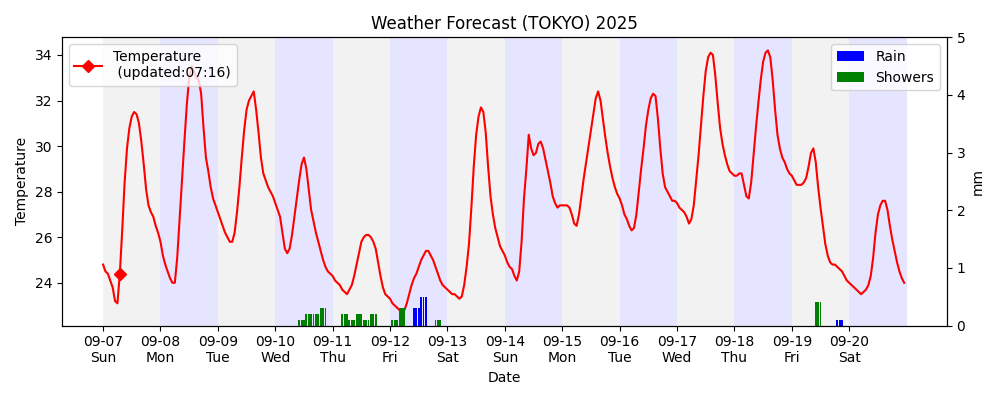 Weather Forecast (TOKYO) 2025
Temperature
(updated:07:16)
Rain
Showers
34
32
30
28
26
24
Temperature
5
4
3
2
1
0
mm
09-07 09-08 09-09 09-10 09-11 09-12 09-13 09-14 09-15 09-16 09-17 09-18 09-19 09-20
Sun Mon Tue Wed Thu Fri Sat Sun Mon Tue Wed Thu Fri Sat
Date